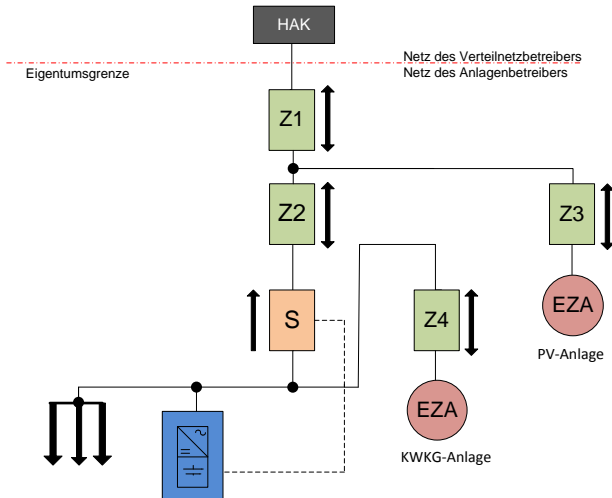 HAK
Netz des Verteilnetzbetreibers
Eigentumsgrenze
Netz des Anlagenbetreibers
Z1
Z2
Z3
S
Z4
EZA
PV-Anlage
EZA
KWKG-Anlage